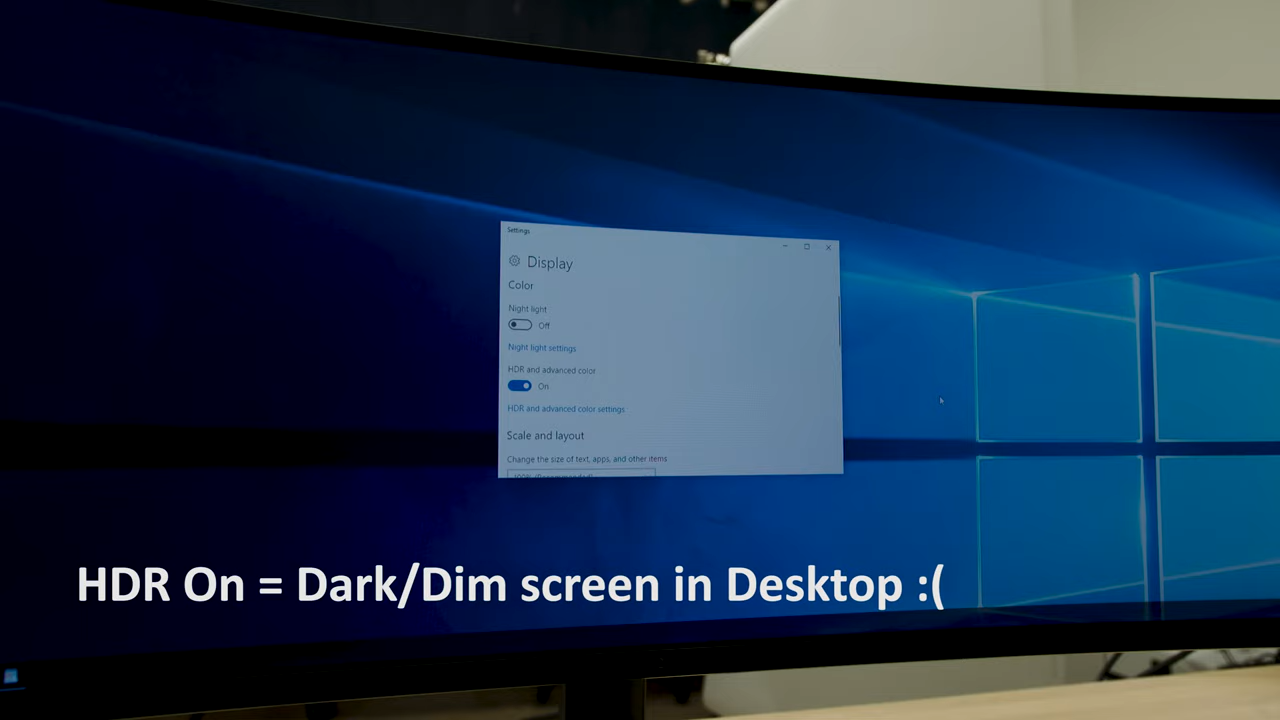 Settings
Display
Color
Night light
Off
Night light settings
HDR and advanced color
On
HDR and advanced color settings
Scale and layout
Change the size of text, apps, and other items
100% (Recommended)
HDR On = Dark/Dim screen in Desktop :(